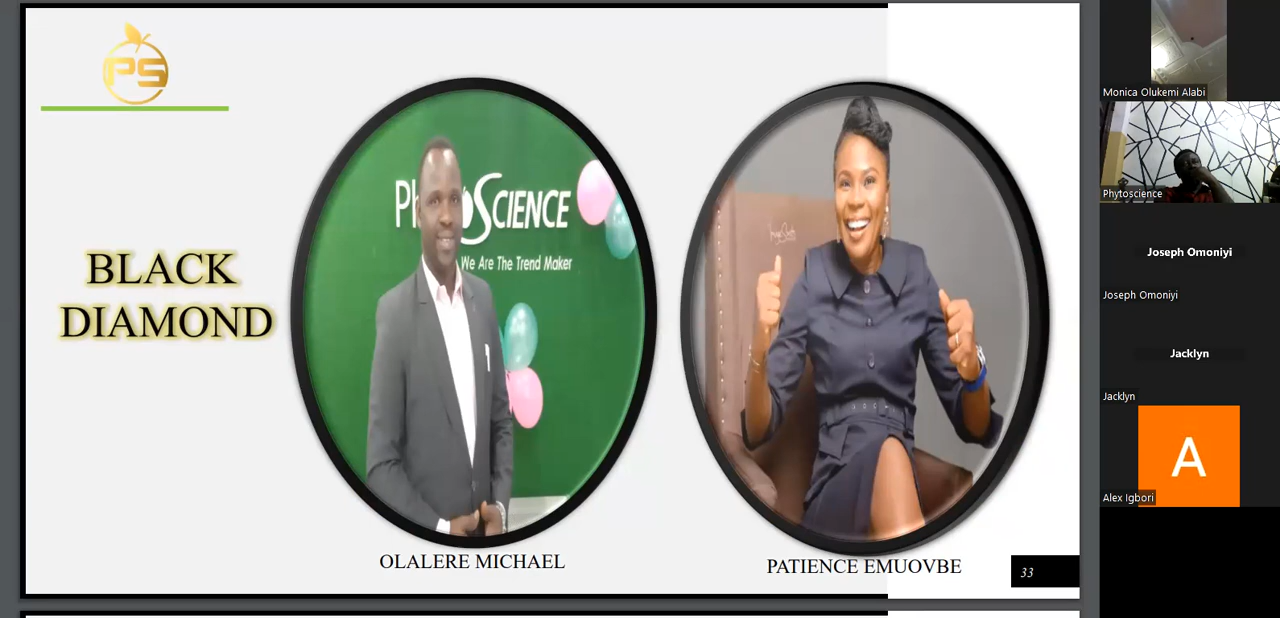 PS
BLACK
DIAMOND
PhytoSCIENCE
We Are The Trend Maker
OLALERE MICHAEL
PATIENCE EMUOVBE
33
Monica Olukemi Alabi
Phytoscience
Joseph Omoniyi
Joseph Omoniyi
Jacklyn
Jacklyn
A
Alex Igbori